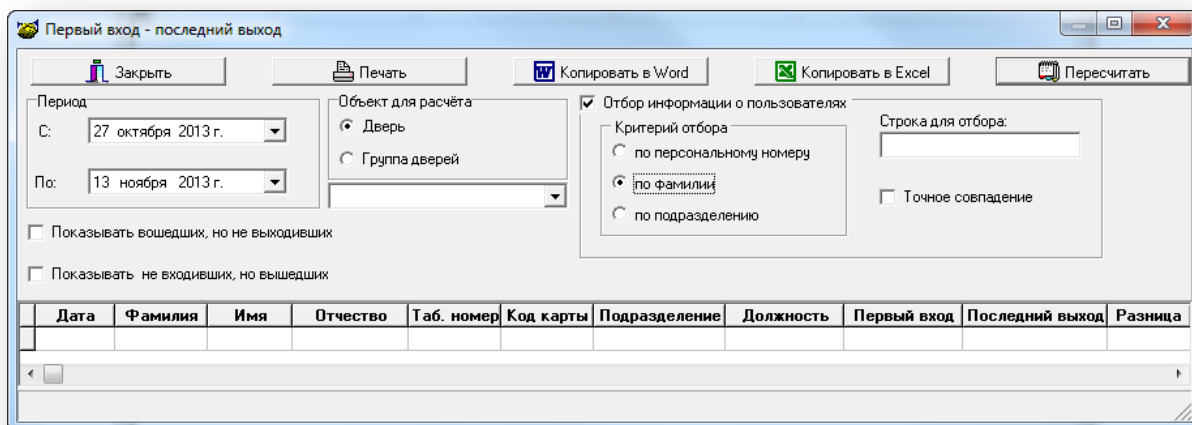 Первый вход - последний выход
Закрыть Печать Копировать в Word Копировать в Excel Пересчитать
Период Объект для расчёта Отбор информации о пользователях
С: 27 октября 2013 г. Дверь Критерий отбора Строка для отбора:
Группа дверей по персональному номеру
По: 13 ноября 2013 г. по фамилии Точное совпадение
по подразделению
Показывать вошедших, но не выходивших
Показывать не входивших, но вышедших
Дата Фамилия Имя Отчество Таб. номер Код карты Подразделение Должность Первый вход Последний выход Разница